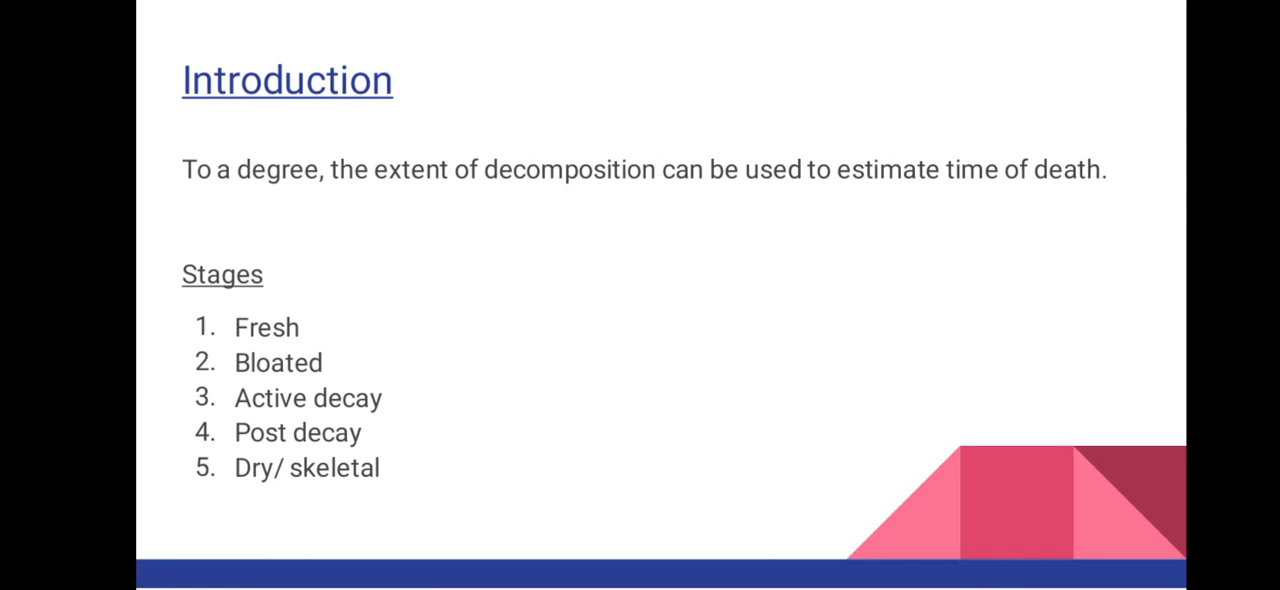 Introduction
To a degree, the extent of decomposition can be used to estimate time of death.
Stages
1. Fresh
2. Bloated
3. Active decay
4. Post decay
5. Dry/ skeletal